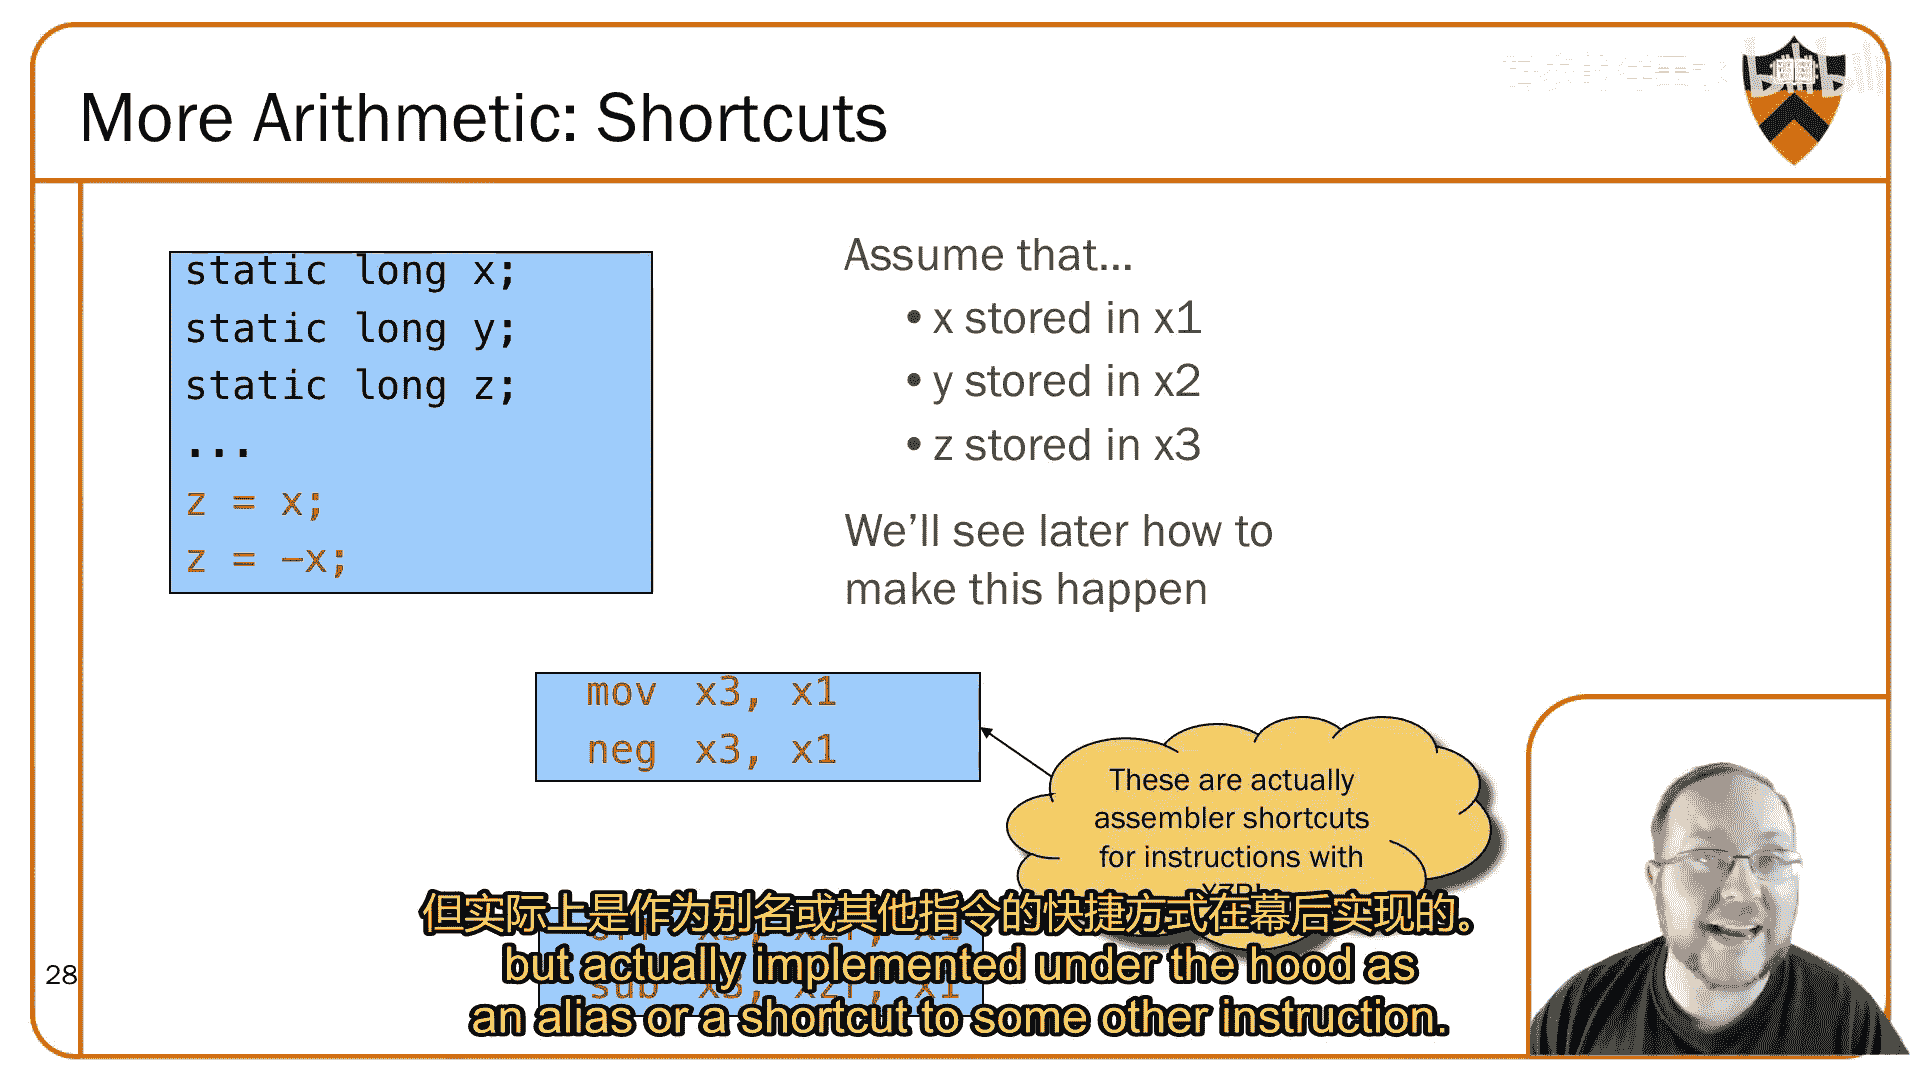 More Arithmetic: Shortcuts
static long x;
static long y;
static long z;
...
z = x;
z = –x;
Assume that…
• x stored in x1
• y stored in x2
• z stored in x3
We’ll see later how to
make this happen
mov x3, x1
neg x3, x1
These are actually
assembler shortcuts
for instructions with
但实际上是作为别名或其他指令的快捷方式在幕后实现的。
but actually implemented under the hood as
an alias or a shortcut to some other instruction.
sub x3, xzr, x1
28